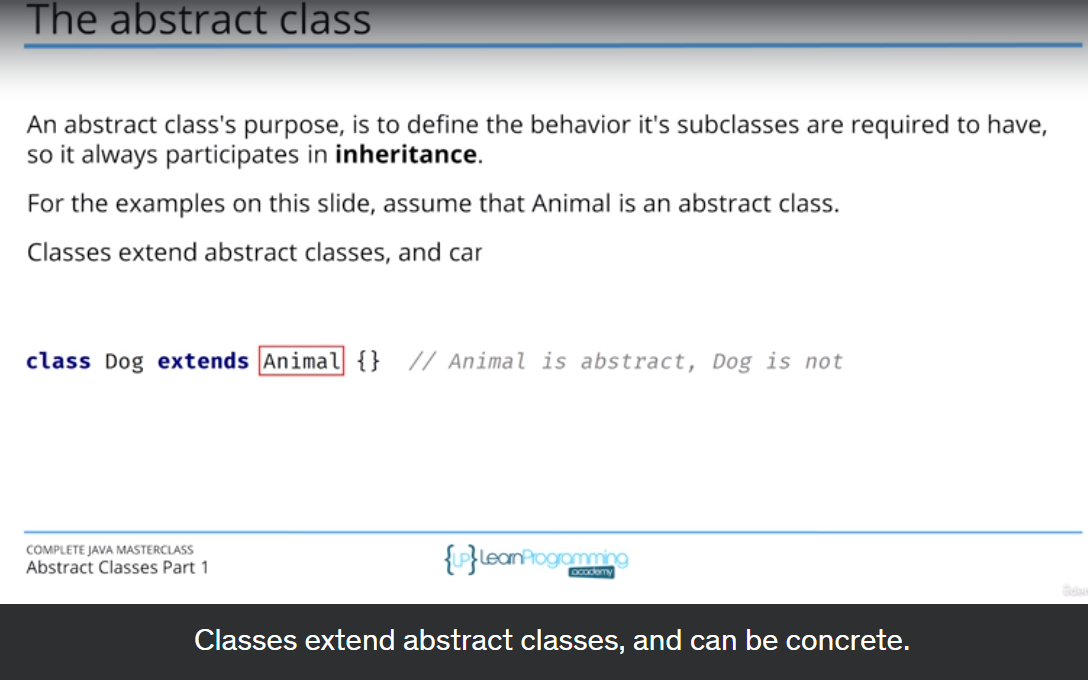 The abstract class
An abstract class's purpose, is to define the behavior it's subclasses are required to have,
so it always participates in inheritance.
For the examples on this slide, assume that Animal is an abstract class.
Classes extend abstract classes, and car
class Dog extends Animal {} // Animal is abstract, Dog is not
COMPLETE JAVA MASTERCLASS
Abstract Classes Part 1
{LP} LearnProgramming
academy
Classes extend abstract classes, and can be concrete.